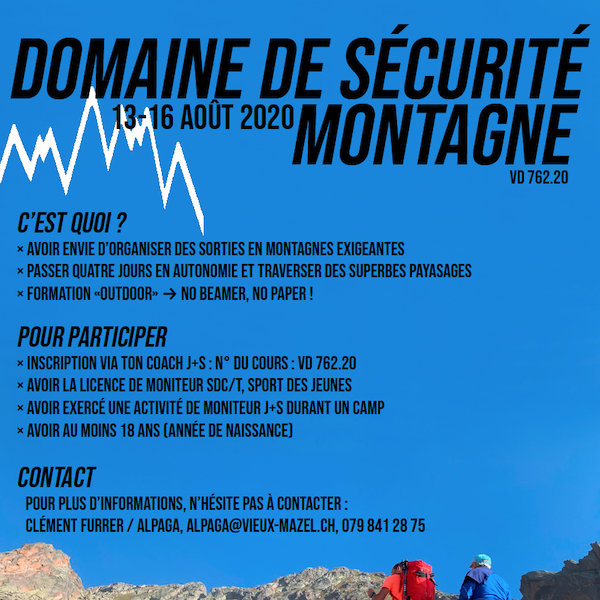 DOMAINE DE SÉCURITÉ
13-16 AOÛT 2020
MONTAGNE
VD 762.20
C'EST QUOI ?
× AVOIR ENVIE D'ORGANISER DES SORTIES EN MONTAGNES EXIGEANTES
× PASSER QUATRE JOURS EN AUTONOMIE ET TRAVERSER DES SUPERBES PAYASAGES
× FORMATION «OUTDOOR» → NO BEAMER, NO PAPER !
POUR PARTICIPER
× INSCRIPTION VIA TON COACH J+S : N° DU COURS : VD 762.20
× AVOIR LA LICENCE DE MONITEUR SDC/T, SPORT DES JEUNES
× AVOIR EXERCÉ UNE ACTIVITÉ DE MONITEUR J+S DURANT UN CAMP
× AVOIR AU MOINS 18 ANS (ANNÉE DE NAISSANCE)
CONTACT
POUR PLUS D'INFORMATIONS, N'HÉSITE PAS À CONTACTER :
CLÉMENT FURRER / ALPAGA, ALPAGA@VIEUX-MAZEL.CH, 079 841 28 75